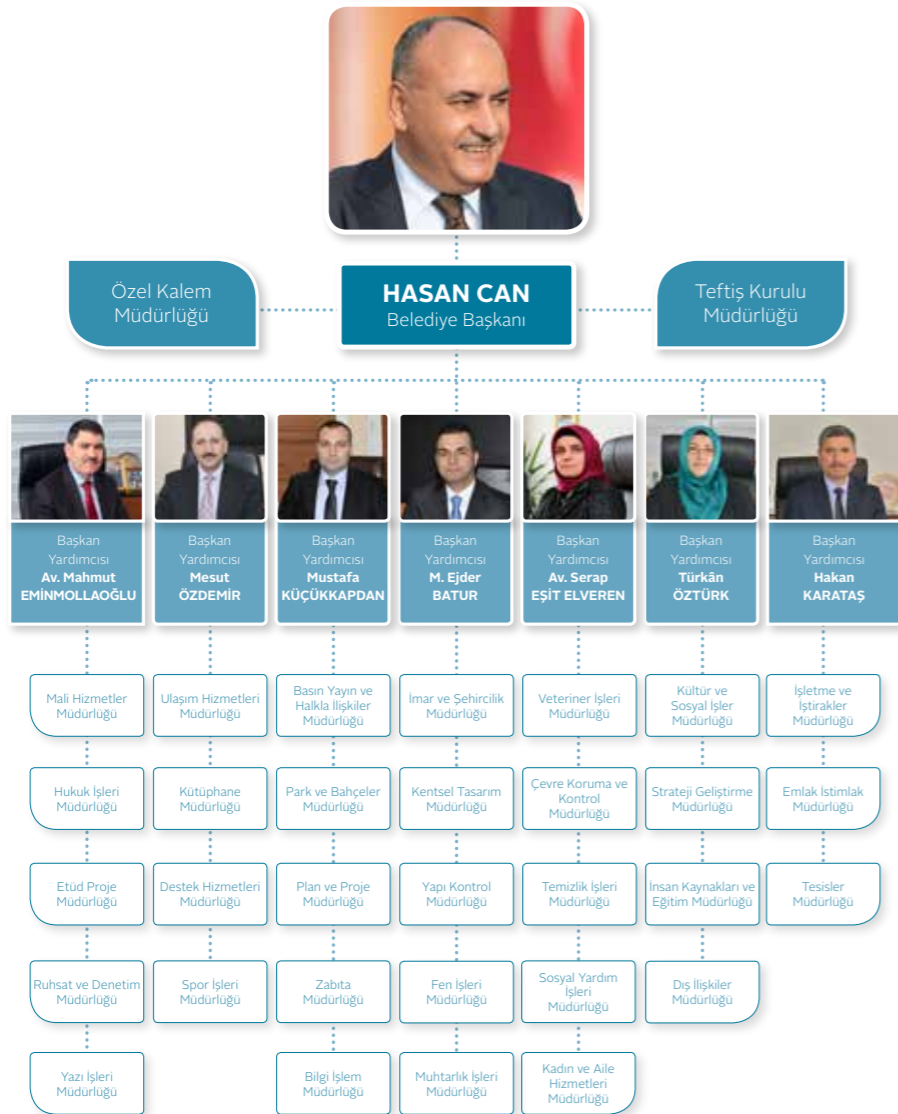 Özel Kalem
Müdürlüğü
HASAN CAN
Belediye Başkanı
Teftiş Kurulu
Müdürlüğü
Başkan
Yardımcısı
Av. Mahmut
EMİNMOLLAOĞLU
Başkan
Yardımcısı
Mesut
ÖZDEMİR
Başkan
Yardımcısı
Mustafa
KÜÇÜKKAPDAN
Başkan
Yardımcısı
M. Ejder
BATUR
Başkan
Yardımcısı
Av. Serap
EŞİT ELVEREN
Başkan
Yardımcısı
Türkân
ÖZTÜRK
Başkan
Yardımcısı
Hakan
KARATAŞ
Mali Hizmetler
Müdürlüğü
Ulaşım Hizmetleri
Müdürlüğü
Basın Yayın ve
Halkla İlişkiler
Müdürlüğü
İmar ve Şehircilik
Müdürlüğü
Veteriner İşleri
Müdürlüğü
Kültür ve
Sosyal İşler
Müdürlüğü
İşletme ve
İştirakler
Müdürlüğü
Hukuk İşleri
Müdürlüğü
Kütüphane
Müdürlüğü
Park ve Bahçeler
Müdürlüğü
Kentsel Tasarım
Müdürlüğü
Çevre Koruma ve
Kontrol
Müdürlüğü
Strateji Geliştirme
Müdürlüğü
Emlak İstimlak
Müdürlüğü
Etüd Proje
Müdürlüğü
Destek Hizmetleri
Müdürlüğü
Plan ve Proje
Müdürlüğü
Yapı Kontrol
Müdürlüğü
Temizlik İşleri
Müdürlüğü
İnsan Kaynakları ve
Eğitim Müdürlüğü
Tesisler
Müdürlüğü
Ruhsat ve Denetim
Müdürlüğü
Spor İşleri
Müdürlüğü
Zabıta
Müdürlüğü
Fen İşleri
Müdürlüğü
Sosyal Yardım
İşleri
Müdürlüğü
Dış İlişkiler
Müdürlüğü
Yazı İşleri
Müdürlüğü
Bilgi İşlem
Müdürlüğü
Muhtarlık İşleri
Müdürlüğü
Kadın ve Aile
Hizmetleri
Müdürlüğü